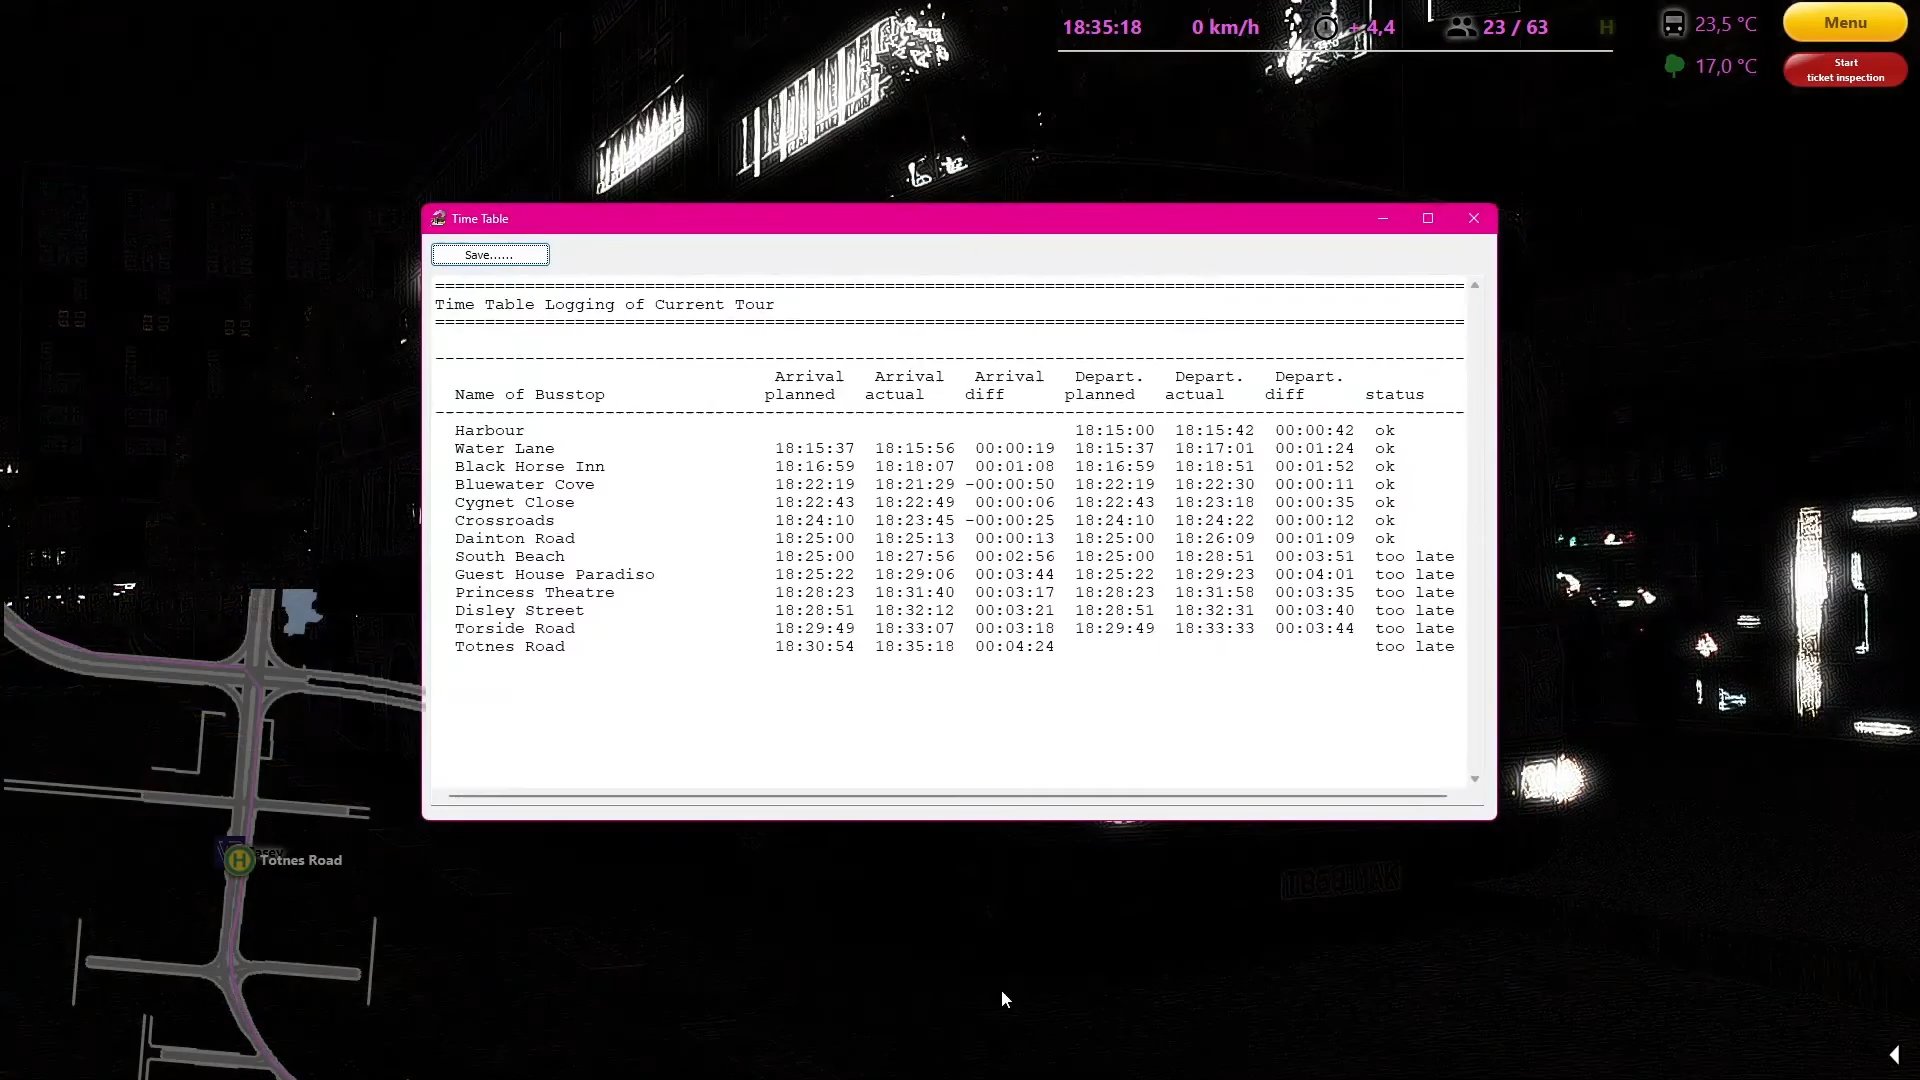 18:35:18 0 km/h + 4,4 23 / 63 H 23,5 °C Menu
17,0 °C Start
ticket inspection
Time Table
Save......
==========================================================================================
Time Table Logging of Current Tour
==========================================================================================
------------------------------------------------------------------------------------------
Arrival Arrival Arrival Depart. Depart. Depart.
Name of Busstop planned actual diff planned actual diff status
------------------------------------------------------------------------------------------
Harbour 18:15:00 18:15:42 00:00:42 ok
Water Lane 18:15:37 18:15:56 00:00:19 18:15:37 18:17:01 00:01:24 ok
Black Horse Inn 18:16:59 18:18:07 00:01:08 18:16:59 18:18:51 00:01:52 ok
Bluewater Cove 18:22:19 18:21:29 -00:00:50 18:22:19 18:22:30 00:00:11 ok
Cygnet Close 18:22:43 18:22:49 00:00:06 18:22:43 18:23:18 00:00:35 ok
Crossroads 18:24:10 18:23:45 -00:00:25 18:24:10 18:24:22 00:00:12 ok
Dainton Road 18:25:00 18:25:13 00:00:13 18:25:00 18:26:09 00:01:09 ok
South Beach 18:25:00 18:27:56 00:02:56 18:25:00 18:28:51 00:03:51 too late
Guest House Paradiso 18:25:22 18:29:06 00:03:44 18:25:22 18:29:23 00:04:01 too late
Princess Theatre 18:28:23 18:31:40 00:03:17 18:28:23 18:31:58 00:03:35 too late
Disley Street 18:28:51 18:32:12 00:03:21 18:28:51 18:32:31 00:03:40 too late
Torside Road 18:29:49 18:33:07 00:03:18 18:29:49 18:33:33 00:03:44 too late
Totnes Road 18:30:54 18:35:18 00:04:24 too late
H Totnes Road